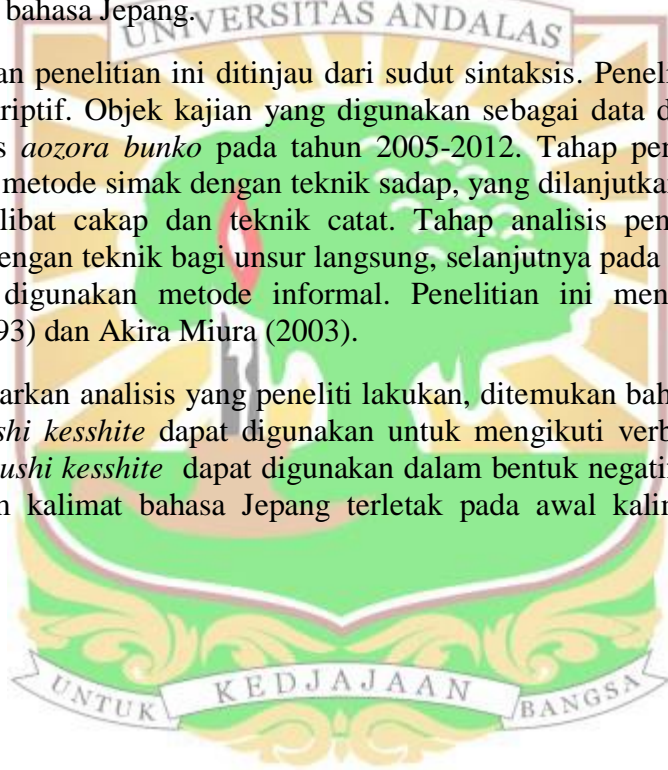 bahasa Jepang.
UNIVERSITAS ANDALAS
an penelitian ini ditinjau dari sudut sintaksis. Penel
riptif. Objek kajian yang digunakan sebagai data d
s aozora bunko pada tahun 2005-2012. Tahap per
metode simak dengan teknik sadap, yang dilanjutka
libat cakap dan teknik catat. Tahap analisis pen
engan teknik bagi unsur langsung, selanjutnya pada
digunakan metode informal. Penelitian ini men
93) dan Akira Miura (2003).
arkan analisis yang peneliti lakukan, ditemukan bah
shi kesshite dapat digunakan untuk mengikuti verb
ushi kesshite dapat digunakan dalam bentuk negati
n kalimat bahasa Jepang terletak pada awal kali
UNTUK KEDJAJAAN BANGSA